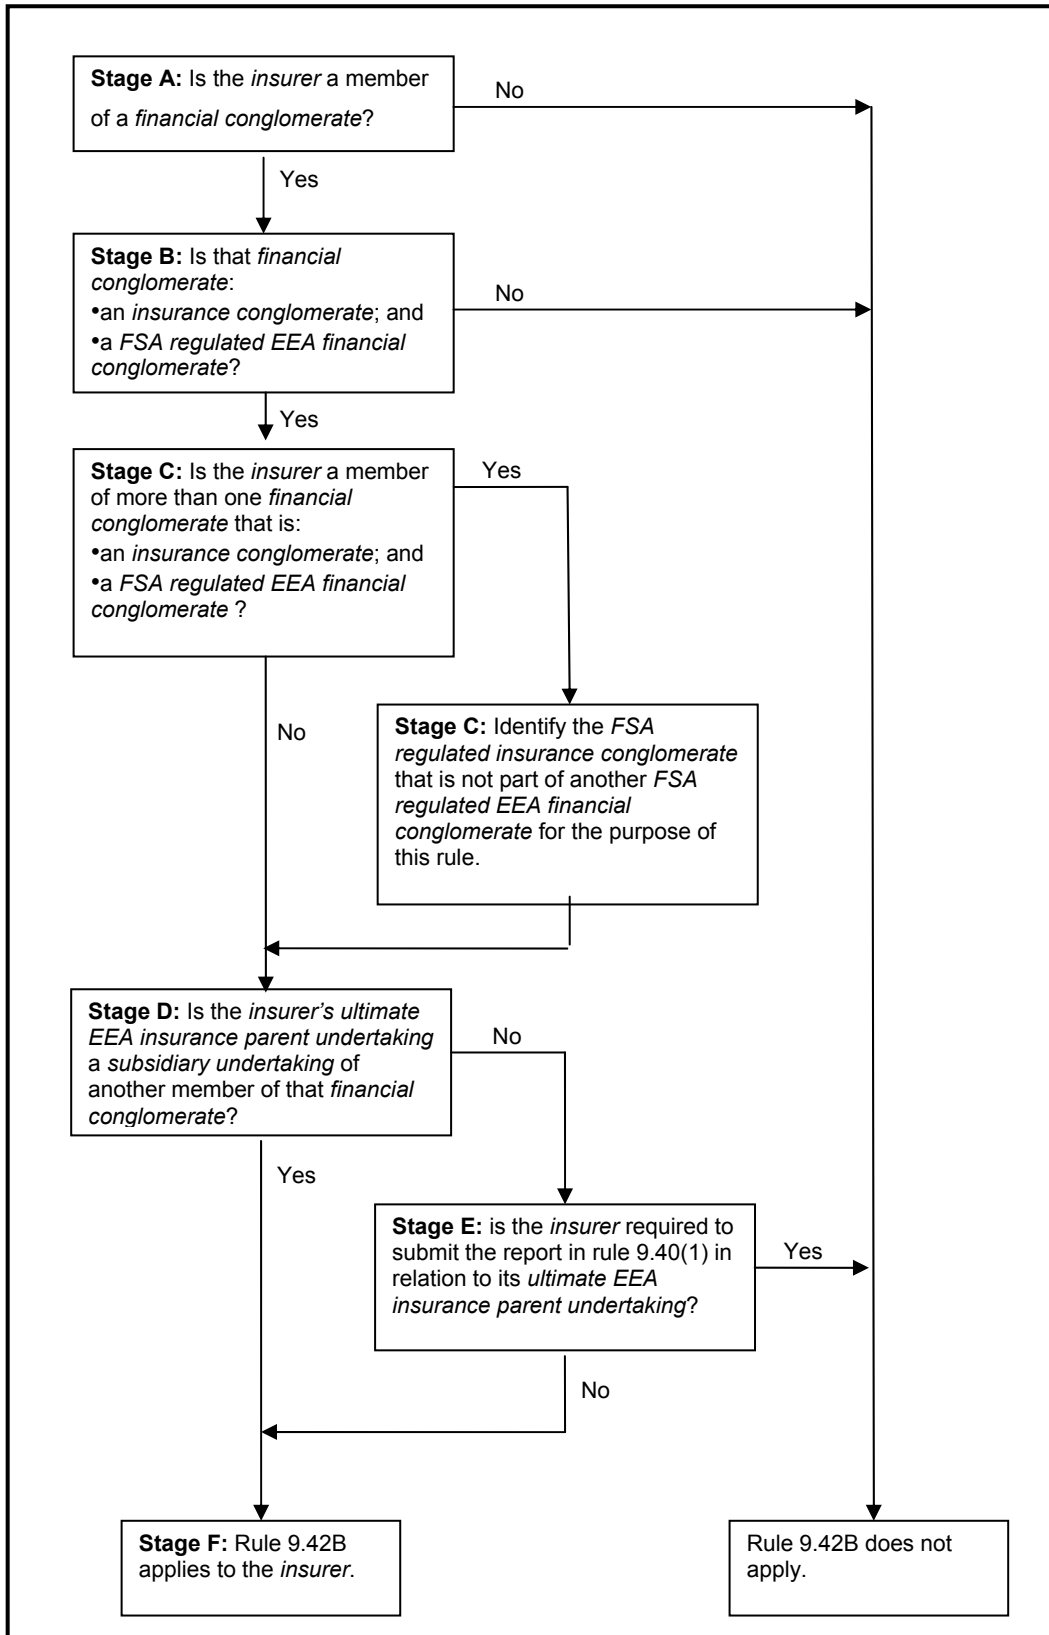 Stage A: Is the insurer a member
of a financial conglomerate?
No
Yes
Stage B: Is that financial
conglomerate:
•an insurance conglomerate; and
•a FSA regulated EEA financial
conglomerate?
No
Yes
Stage C: Is the insurer a member
of more than one financial
conglomerate that is:
•an insurance conglomerate; and
•a FSA regulated EEA financial
conglomerate ?
Yes
No
Stage C: Identify the FSA
regulated insurance conglomerate
that is not part of another FSA
regulated EEA financial
conglomerate for the purpose of
this rule.
Stage D: Is the insurer’s ultimate
EEA insurance parent undertaking
a subsidiary undertaking of
another member of that financial
conglomerate?
No
Yes
Stage E: is the insurer required to
submit the report in rule 9.40(1) in
relation to its ultimate EEA
insurance parent undertaking?
Yes
No
Stage F: Rule 9.42B
applies to the insurer.
Rule 9.42B does not
apply.